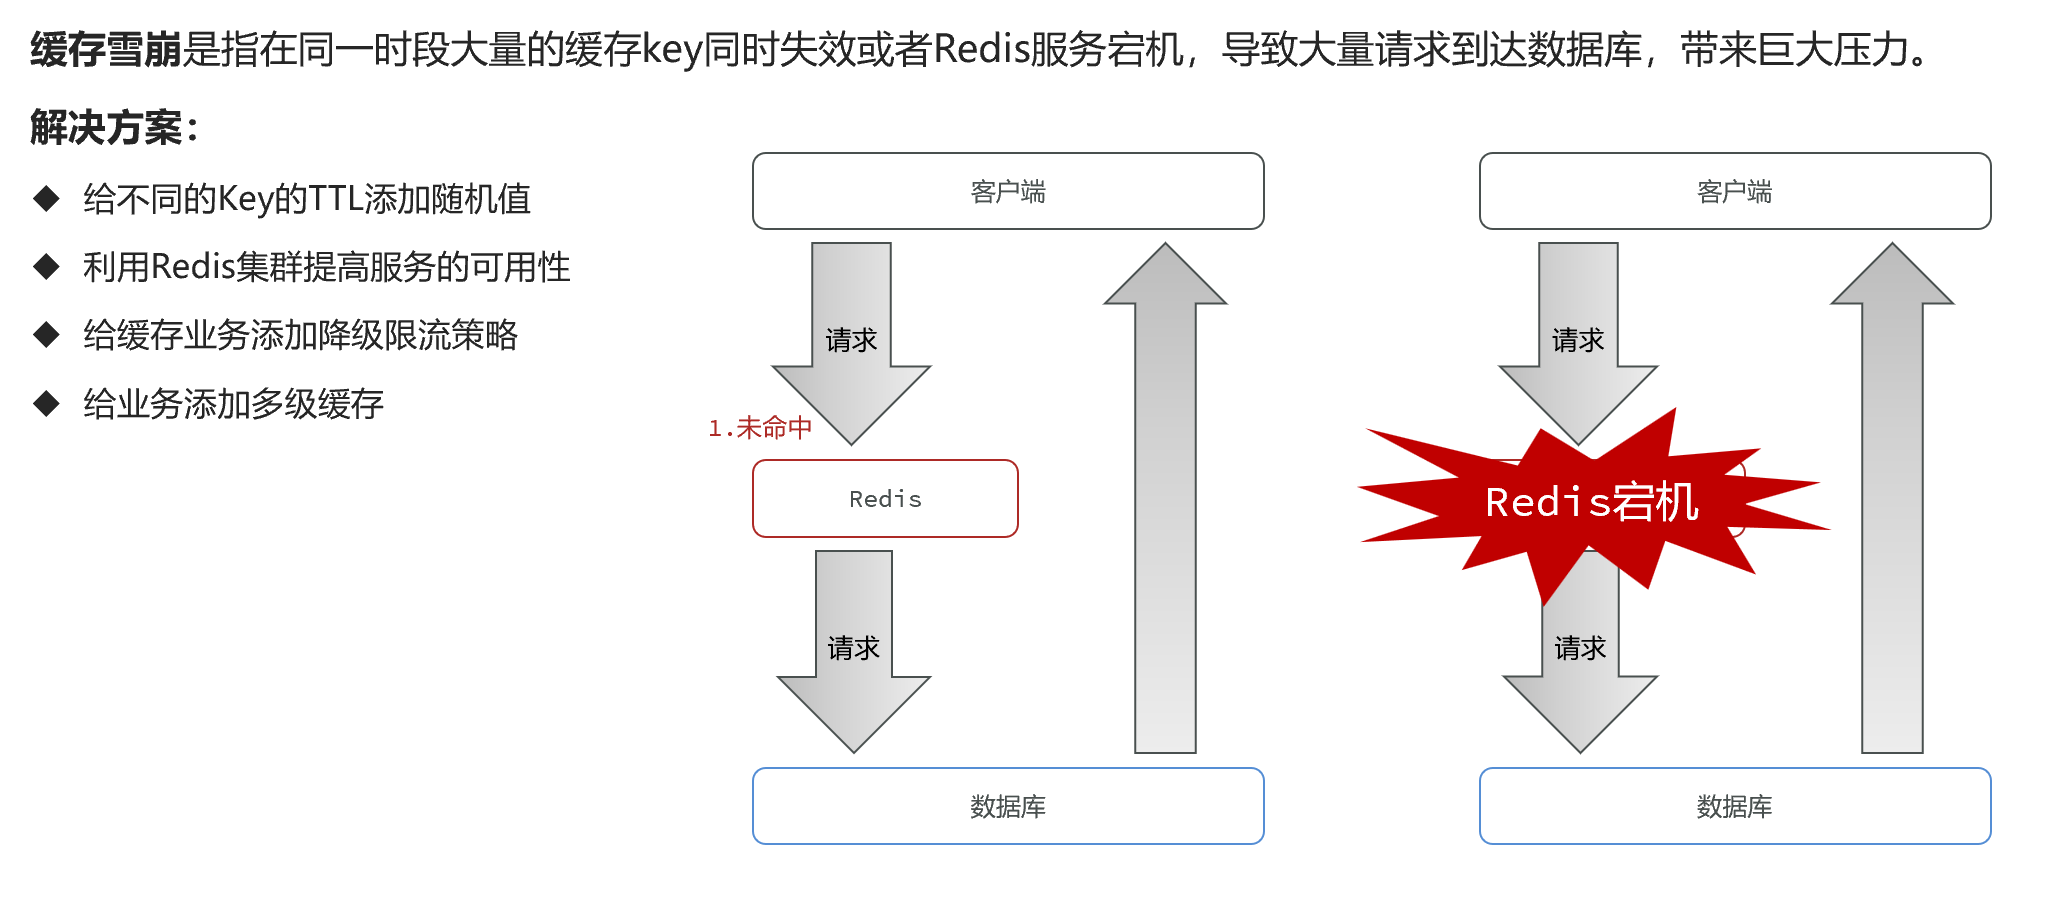 缓存雪崩是指在同一时段大量的缓存key同时失效或者Redis服务宕机，导致大量请求到达数据库，带来巨大压力。
解决方案：
◆ 给不同的Key的TTL添加随机值
◆ 利用Redis集群提高服务的可用性
◆ 给缓存业务添加降级限流策略
◆ 给业务添加多级缓存
客户端
请求
1.未命中
Redis
请求
数据库
客户端
请求
Redis宕机
请求
数据库